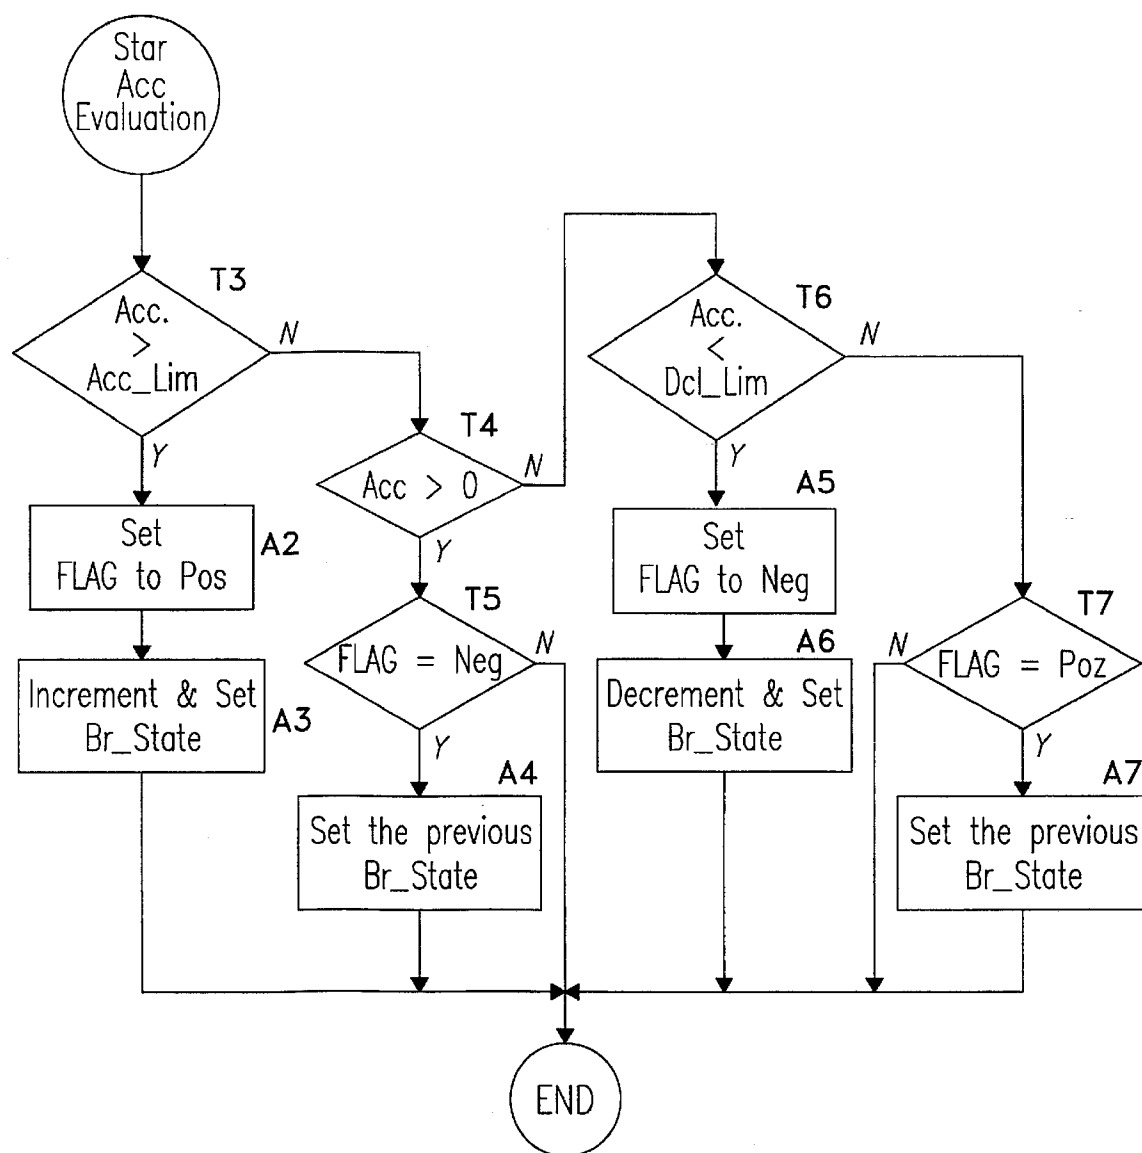 Star
Acc
Evaluation
T3
Acc.
>
Acc_Lim
N
Y
T4
Acc > 0
N
Y
T6
Acc.
<
Dcl_Lim
N
Y
Set
FLAG to Pos
A2
Increment & Set
Br_State
A3
T5
FLAG = Neg
N
Y
A4
Set the previous
Br_State
A5
Set
FLAG to Neg
A6
Decrement & Set
Br_State
T7
FLAG = Poz
N
Y
A7
Set the previous
Br_State
END